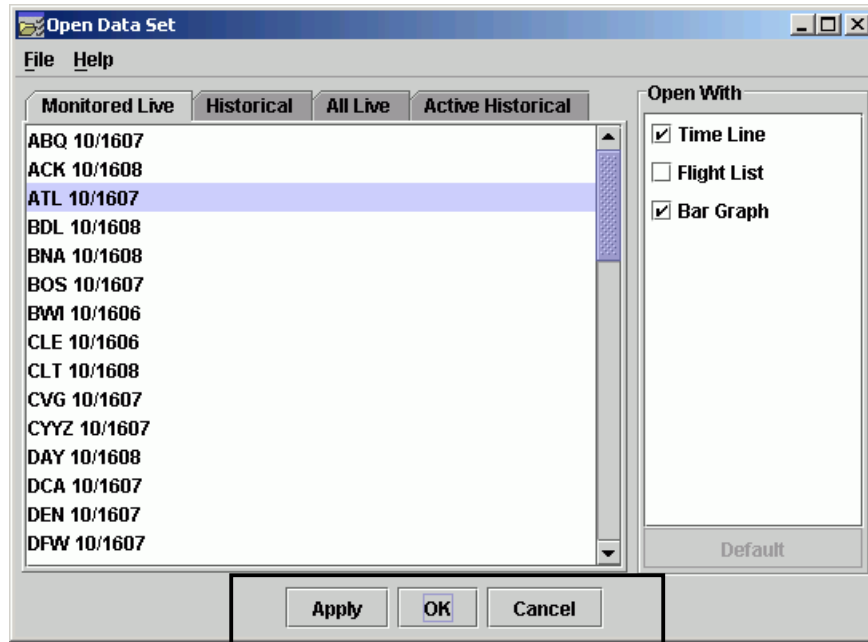 Open Data Set
File Help
Monitored Live Historical All Live Active Historical
Open With
ABQ 10/1607
ACK 10/1608
ATL 10/1607
BDL 10/1608
BNA 10/1608
BOS 10/1607
BWI 10/1606
CLE 10/1606
CLT 10/1608
CVG 10/1607
CYYZ 10/1607
DAY 10/1608
DCA 10/1607
DEN 10/1607
DFW 10/1607
Time Line
Flight List
Bar Graph
Default
Apply OK Cancel